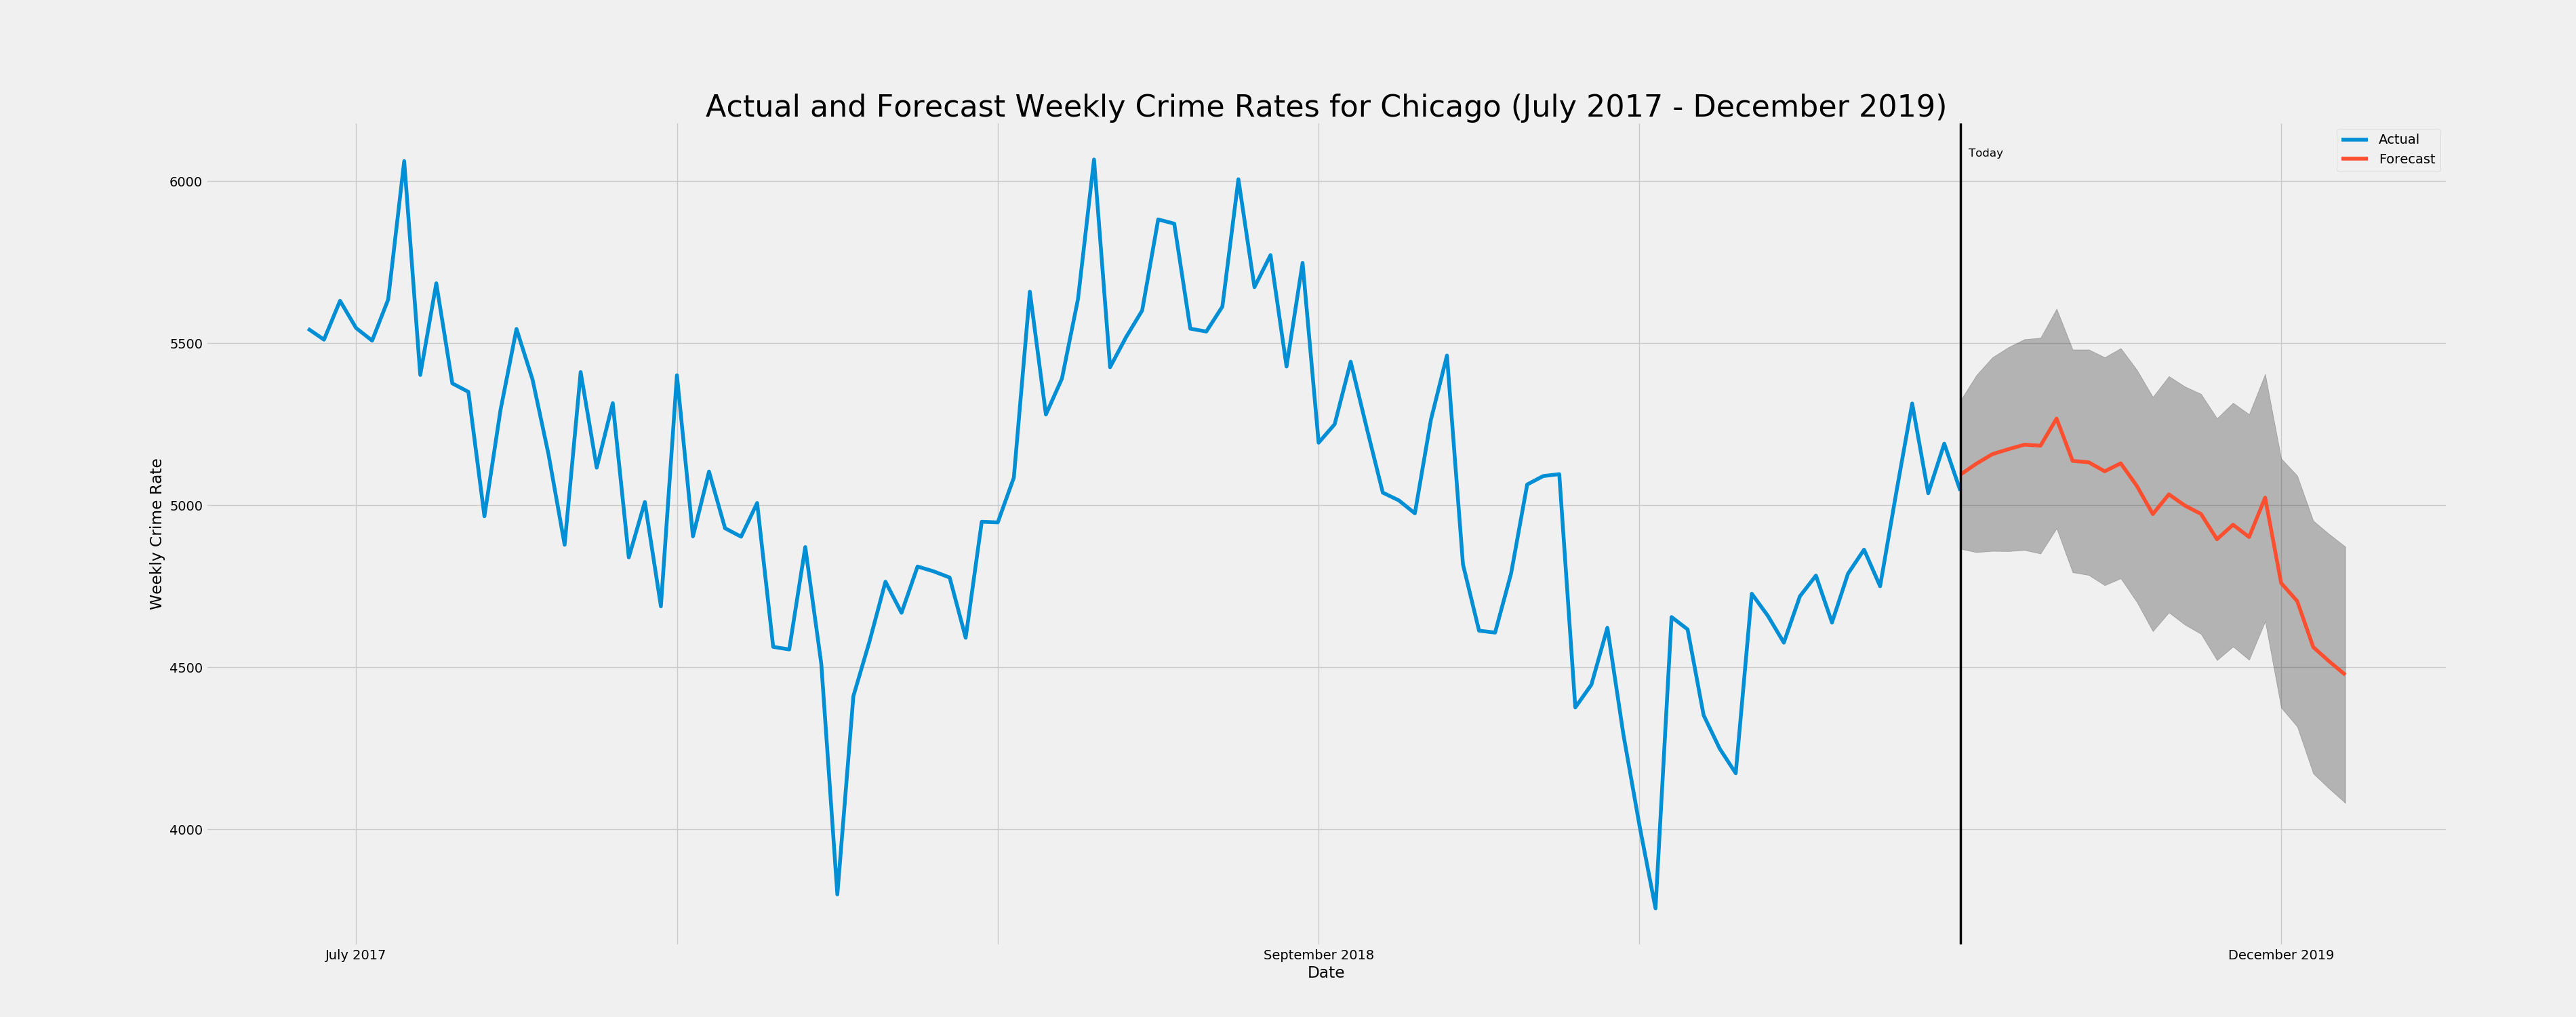 Actual and Forecast Weekly Crime Rates for Chicago (July 2017 - December 2019)
Today
Actual
Forecast
6000
5500
5000
4500
4000
Weekly Crime Rate
July 2017
September 2018
December 2019
Date